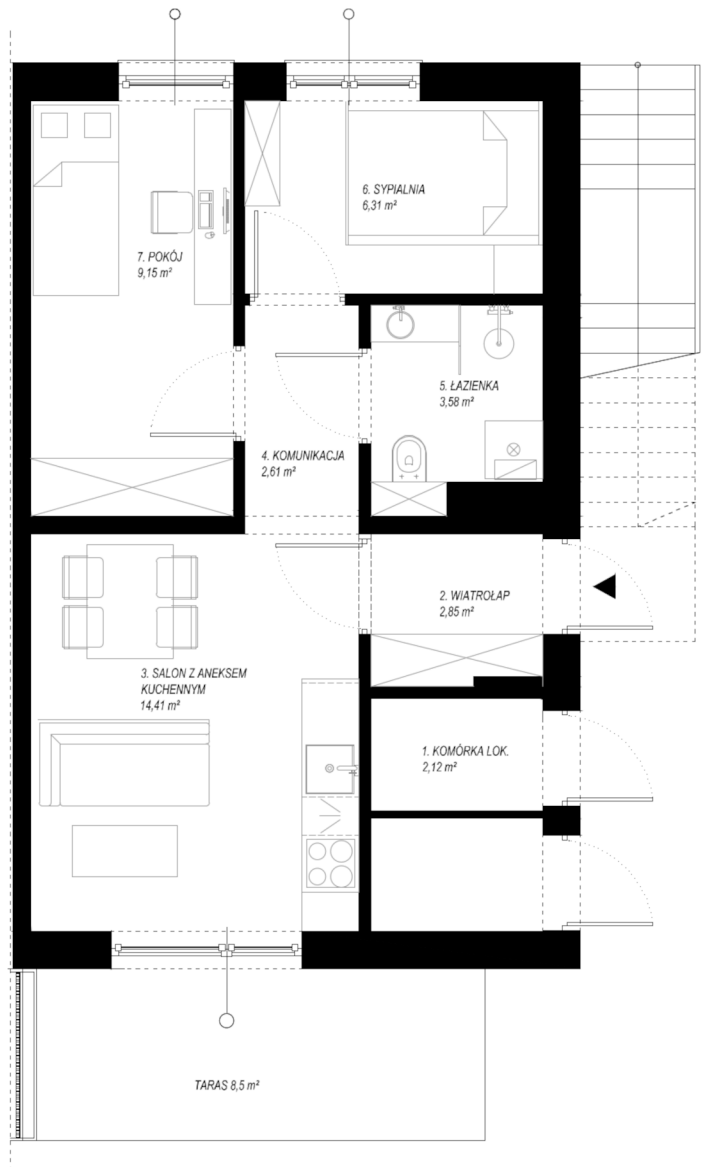 6. SYPIALNIA
6,31 m²
7. POKÓJ
9,15 m²
5. ŁAZIENKA
3,58 m²
4. KOMUNIKACJA
2,61 m²
2. WIATROŁAP
2,85 m²
3. SALON Z ANEKSEM
KUCHENNYM
14,41 m²
1. KOMÓRKA LOK.
2,12 m²
TARAS 8,5 m²